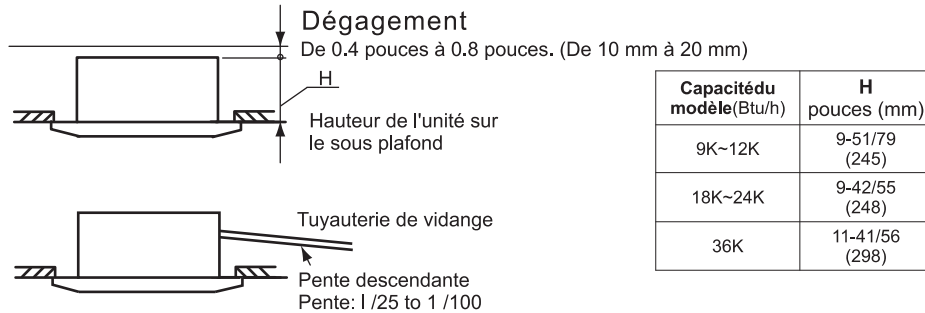 Dégagement
De 0.4 pouces à 0.8 pouces. (De 10 mm à 20 mm)
H
Hauteur de l'unité sur
le sous plafond
Capacitédu
modèle(Btu/h)
H
pouces (mm)
9K~12K
9-51/79
(245)
18K~24K
9-42/55
(248)
36K
11-41/56
(298)
Tuyauterie de vidange
Pente descendante
Pente: l /25 to 1 /100